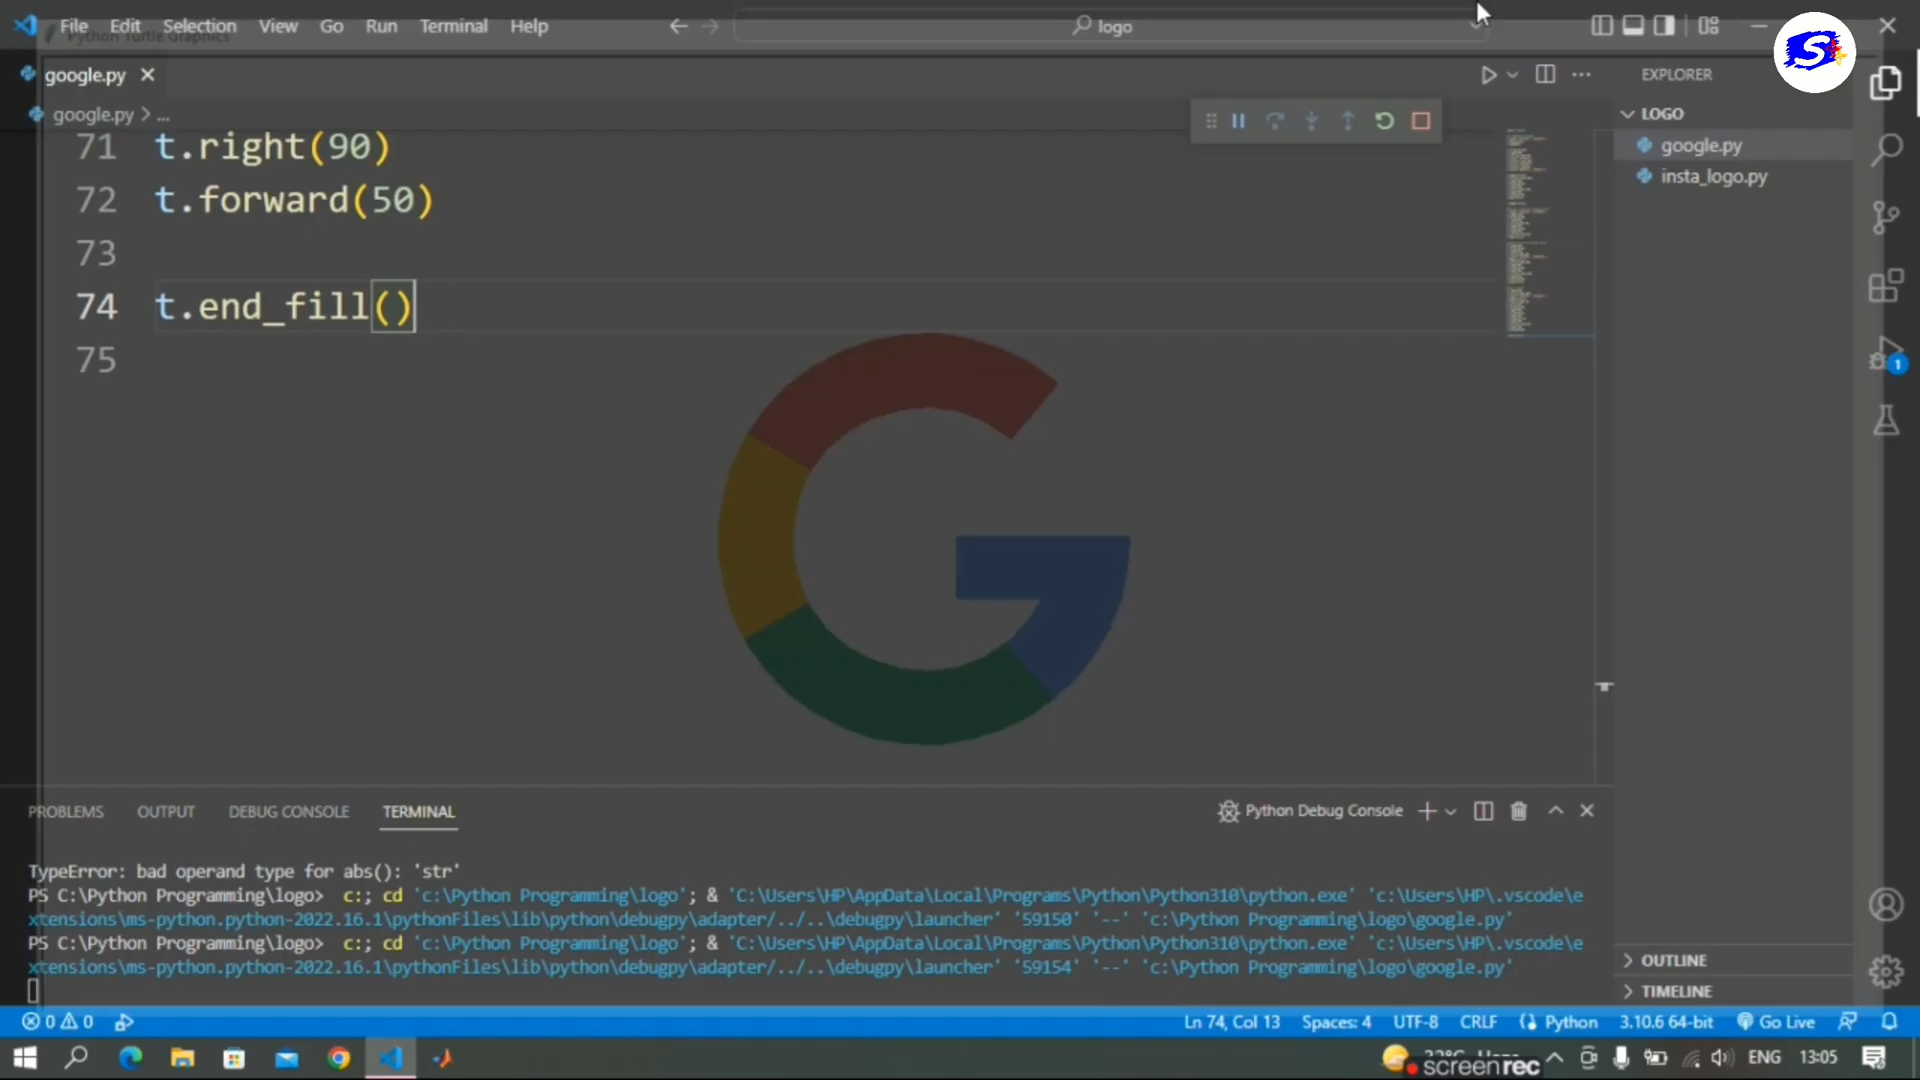 File Edit Selection View Go Run Terminal Help
logo
Python Turtle Graphics
google.py
EXPLORER
google.py > ...
LOGO
google.py
insta_logo.py
71 t.right(90)
72 t.forward(50)
73
74 t.end_fill()
75
1
PROBLEMS OUTPUT DEBUG CONSOLE TERMINAL
Python Debug Console
TypeError: bad operand type for abs(): 'str'
PS C:\Python Programming\logo>  c:; cd 'c:\Python Programming\logo'; & 'C:\Users\HP\AppData\Local\Programs\Python\Python310\python.exe' 'c:\Users\HP\.vscode\e
xtensions\ms-python.python-2022.16.1\pythonFiles\lib\python\debugpy\adapter/../..\debugpy\launcher' '59150' '--' 'c:\Python Programming\logo\google.py'
PS C:\Python Programming\logo>  c:; cd 'c:\Python Programming\logo'; & 'C:\Users\HP\AppData\Local\Programs\Python\Python310\python.exe' 'c:\Users\HP\.vscode\e
xtensions\ms-python.python-2022.16.1\pythonFiles\lib\python\debugpy\adapter/../..\debugpy\launcher' '59154' '--' 'c:\Python Programming\logo\google.py'
OUTLINE
TIMELINE
0 0 Ln 74, Col 13 Spaces: 4 UTF-8 CRLF Python 3.10.6 64-bit Go Live
ENG 13:05
screenrec